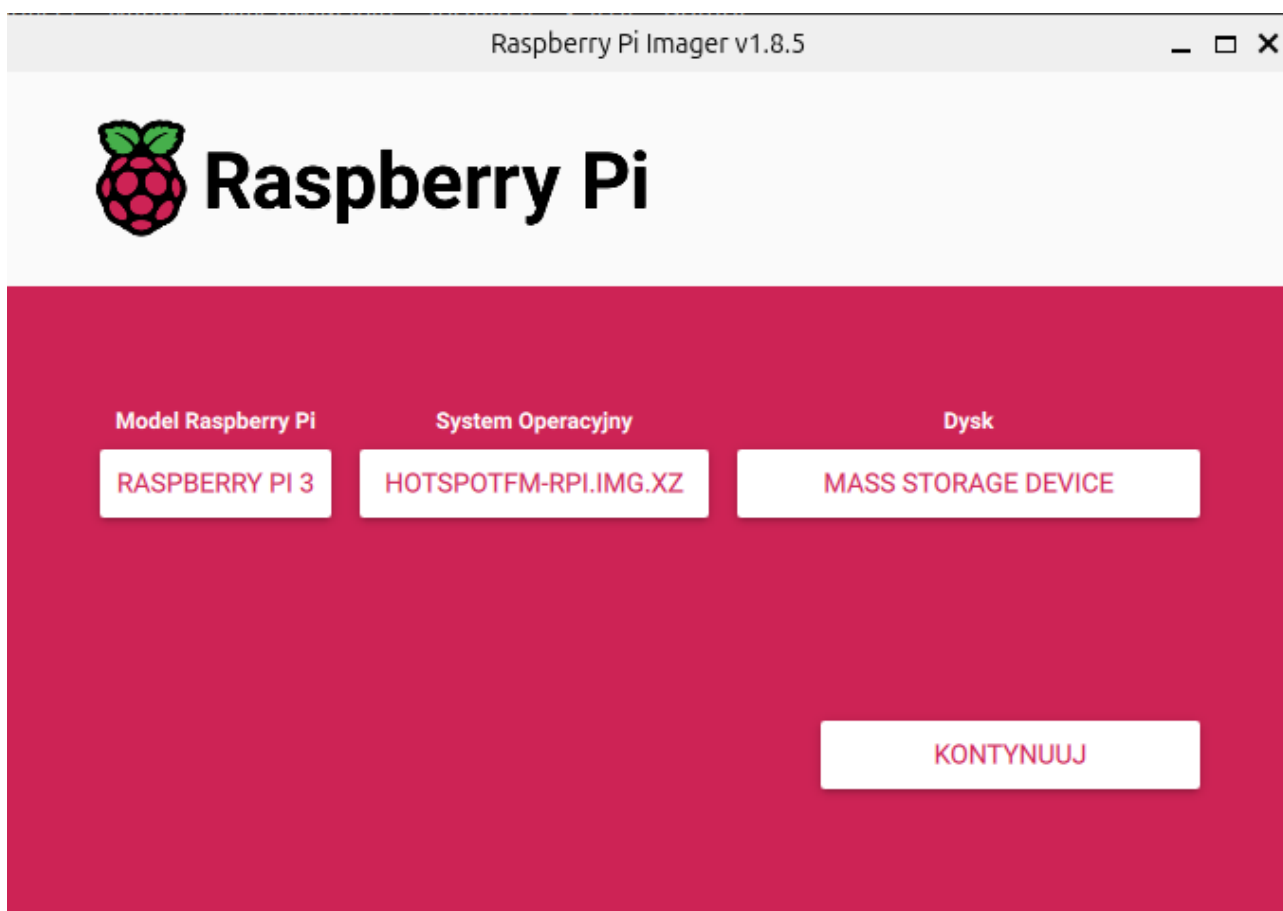 Raspberry Pi Imager v1.8.5
Raspberry Pi
Model Raspberry Pi
System Operacyjny
Dysk
RASPBERRY PI 3
HOTSPOTFM-RPI.IMG.XZ
MASS STORAGE DEVICE
KONTYNUUJ